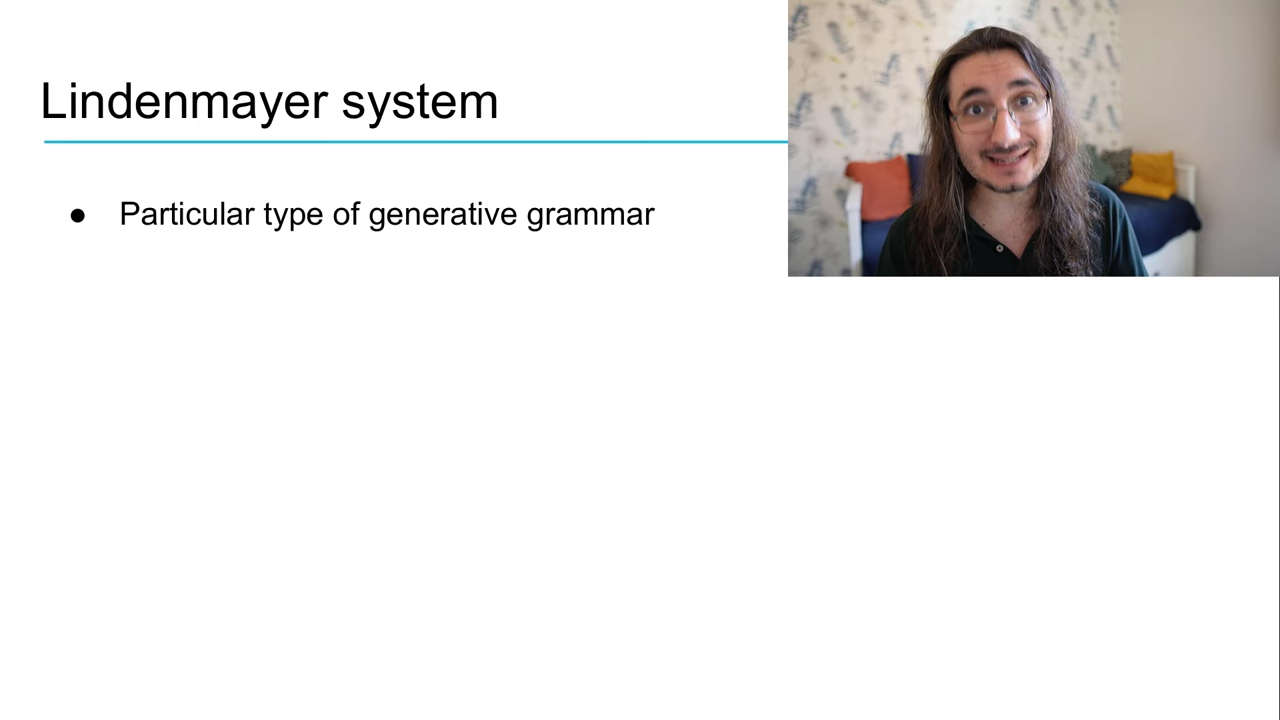 Lindenmayer system
● Particular type of generative grammar